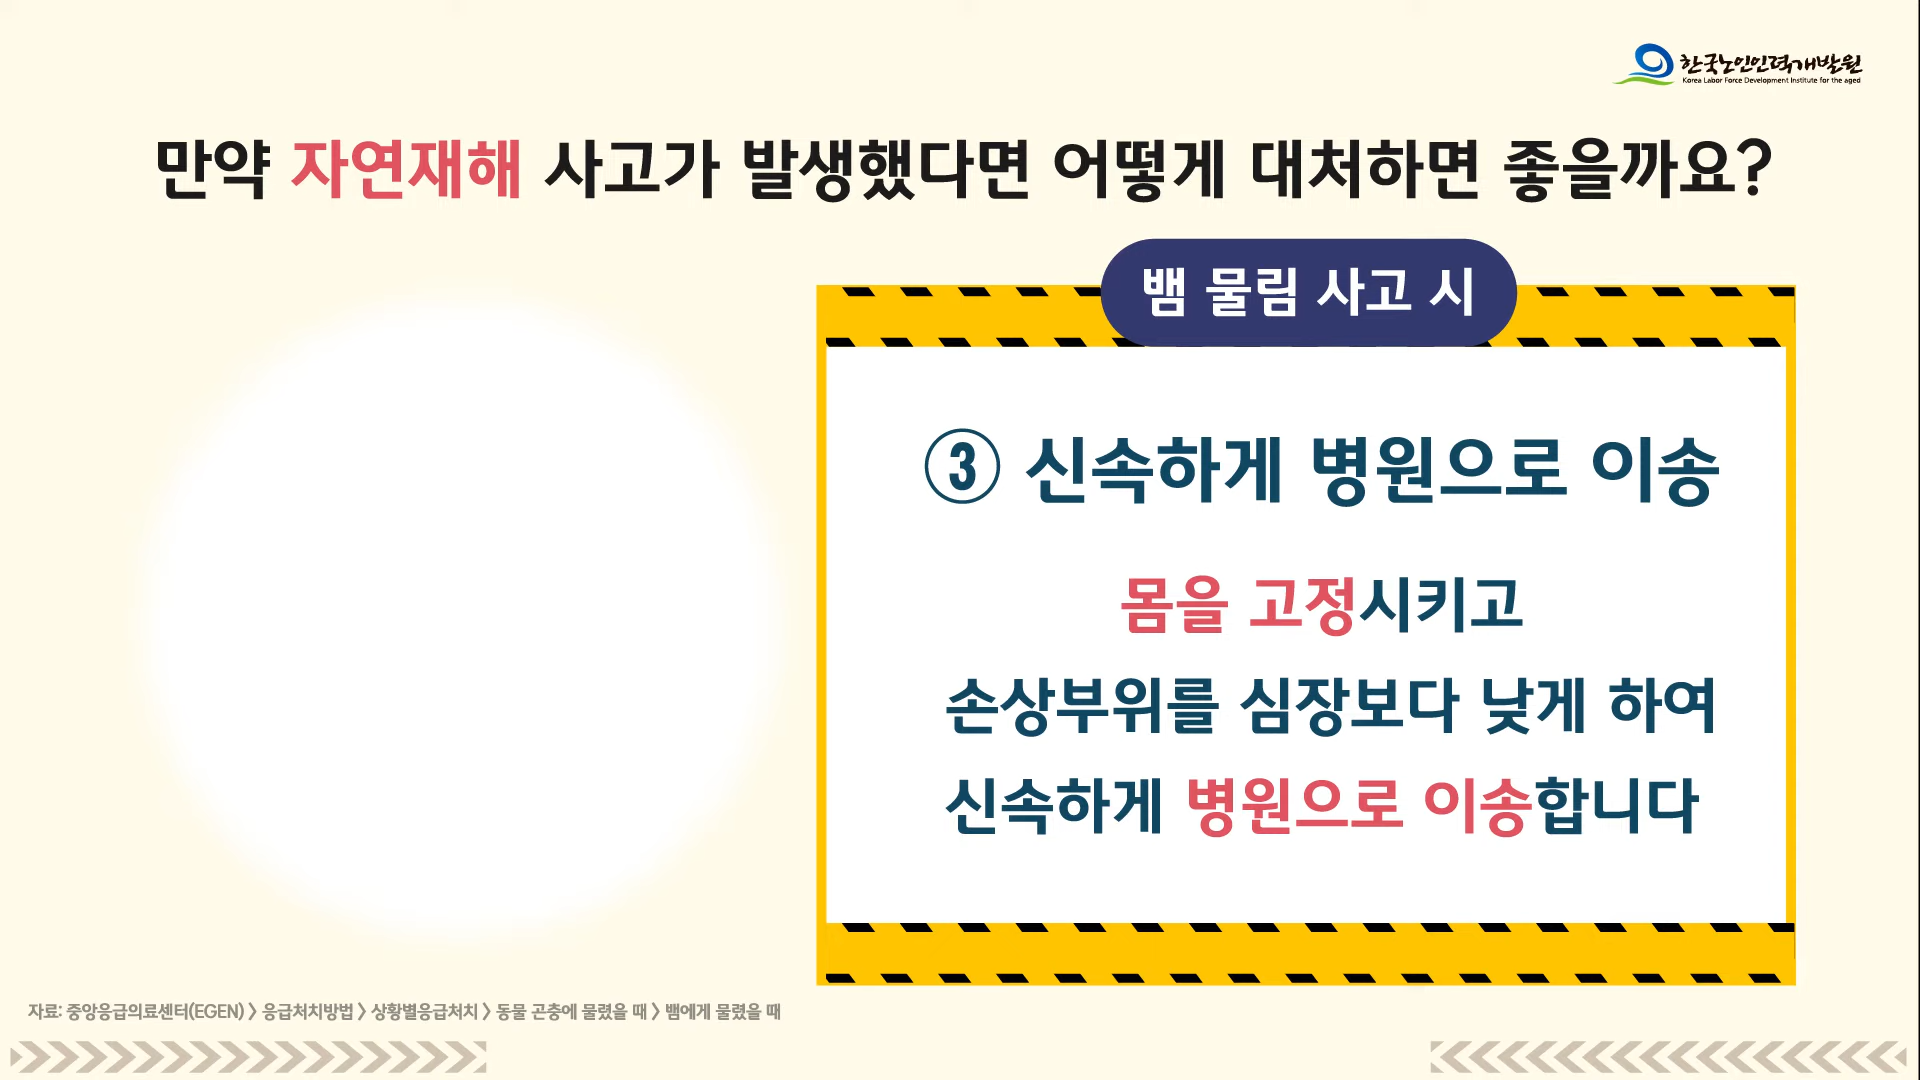 한국노인인력개발원
Korea Labor Force Development Institute for the aged
만약 자연재해 사고가 발생했다면 어떻게 대처하면 좋을까요?
뱀 물림 사고 시
③ 신속하게 병원으로 이송
몸을 고정시키고
손상부위를 심장보다 낮게 하여
신속하게 병원으로 이송합니다
자료: 중앙응급의료센터(EGEN) > 응급처치방법 > 상황별응급처치 > 동물 곤충에 물렸을 때 > 뱀에게 물렸을 때